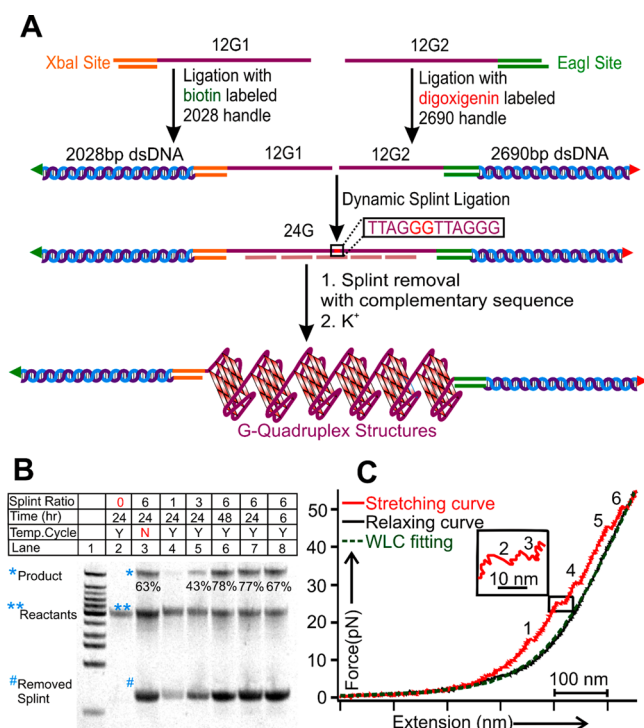 A
12G1
12G2
XbaI Site
EagI Site
Ligation with
biotin labeled
2028 handle
Ligation with
digoxigenin labeled
2690 handle
2028bp dsDNA
12G1
12G2
2690bp dsDNA
Dynamic Splint Ligation
24G
TTAGGGTTAGGG
1. Splint removal
with complementary sequence
2. K+
G-Quadruplex Structures
B
Splint Ratio 0 6 1 3 6 6 6
Time (hr) 24 24 24 24 48 24 6
Temp.Cycle Y N Y Y Y Y Y
Lane 1 2 3 4 5 6 7 8
*Product *
63% 43% 78% 77% 67%
**Reactants **
#Removed #
Splint
C
50
40
30
20
10
0
Force(pN)
Stretching curve
Relaxing curve
WLC fitting
2 3
10 nm
1
4
5
6
100 nm
Extension (nm)